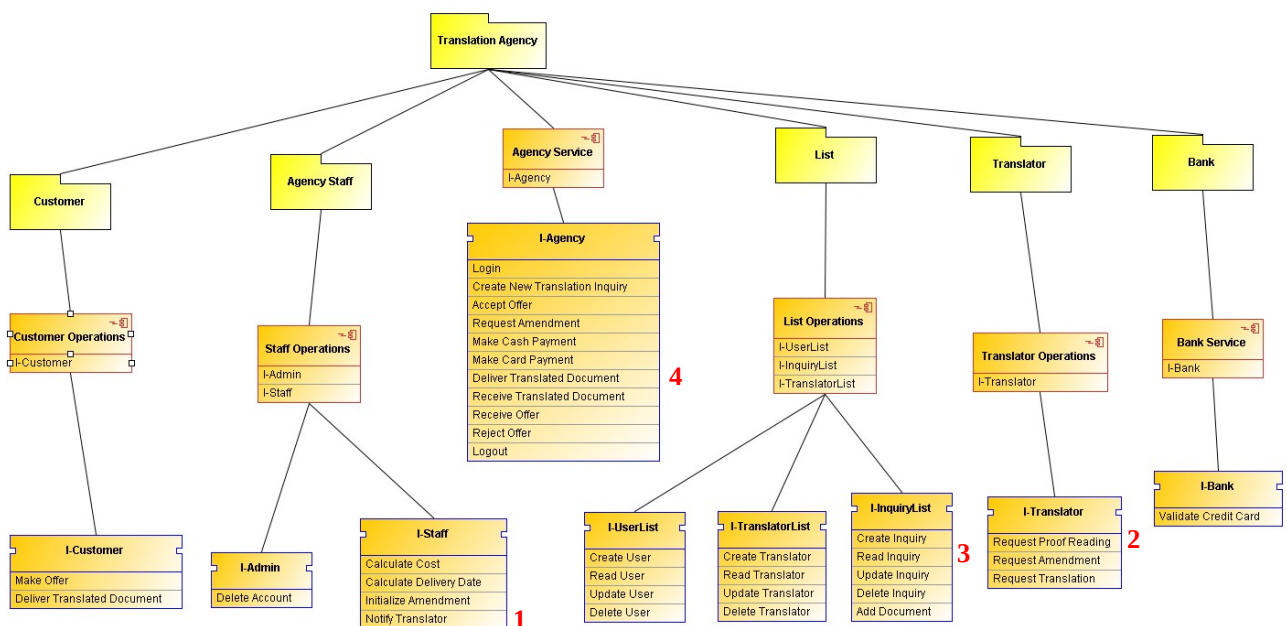 Translation Agency
Customer
Agency Staff
Agency Service
I-Agency
List
Translator
Bank
I-Agency
Login
Create New Translation Inquiry
Accept Offer
Request Amendment
Make Cash Payment
Make Card Payment
Deliver Translated Document
Receive Translated Document
Receive Offer
Reject Offer
Logout
4
Customer Operations
I-Customer
Staff Operations
I-Admin
I-Staff
List Operations
I-UserList
I-InquiryList
I-TranslatorList
Translator Operations
I-Translator
Bank Service
I-Bank
I-Customer
Make Offer
Deliver Translated Document
I-Admin
Delete Account
I-Staff
Calculate Cost
Calculate Delivery Date
Initialize Amendment
Notify Translator
1
I-UserList
Create User
Read User
Update User
Delete User
I-TranslatorList
Create Translator
Read Translator
Update Translator
Delete Translator
I-InquiryList
Create Inquiry
Read Inquiry
Update Inquiry
Delete Inquiry
Add Document
3
I-Translator
Request Proof Reading
Request Amendment
Request Translation
2
I-Bank
Validate Credit Card